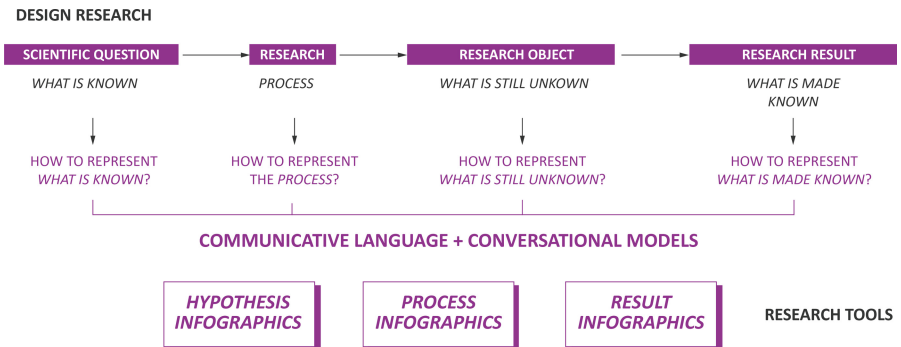 DESIGN RESEARCH
SCIENTIFIC QUESTION
RESEARCH
RESEARCH OBJECT
RESEARCH RESULT
WHAT IS KNOWN
PROCESS
WHAT IS STILL UNKOWN
WHAT IS MADE
KNOWN
HOW TO REPRESENT
WHAT IS KNOWN?
HOW TO REPRESENT
THE PROCESS?
HOW TO REPRESENT
WHAT IS STILL UNKNOWN?
HOW TO REPRESENT
WHAT IS MADE KNOWN?
COMMUNICATIVE LANGUAGE + CONVERSATIONAL MODELS
HYPOTHESIS
INFOGRAPHICS
PROCESS
INFOGRAPHICS
RESULT
INFOGRAPHICS
RESEARCH TOOLS